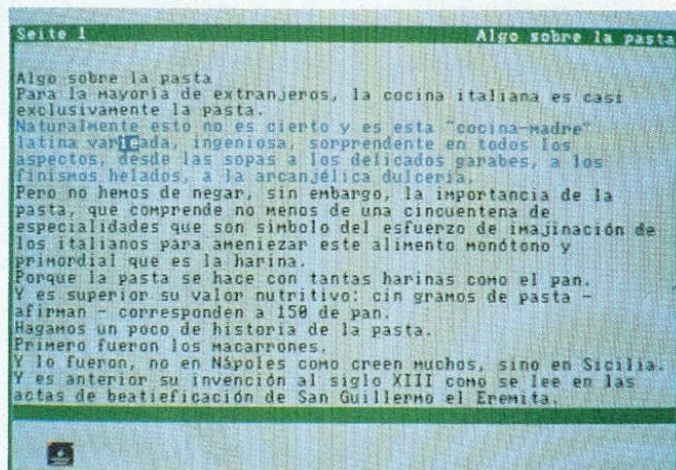 Seite 1 Algo sobre la pasta
Algo sobre la pasta
Para la mayoría de extranjeros, la cocina italiana es casi
exclusivamente la pasta.
Naturalmente esto no es cierto y es esta "cocina-madre"
latina varicada, ingeniosa, sorprendente en todos los
aspectos, desde las sopas a los delicados garabes, a los
finísmos helados, a la arcanjélica dulcería.
Pero no hemos de negar, sin embargo, la importancia de la
pasta, que comprende no menos de una cincuentena de
especialidades que son símbolo del esfuerzo de imajinación de
los italianos para ameniezar este alimento monótono y
primordial que es la harina.
Porque la pasta se hace con tantas harinas como el pan.
Y es superior su valor nutritivo: cin gramos de pasta -
afirman - corresponden a 150 de pan.
Hagamos un poco de historia de la pasta.
Primero fueron los macarrones.
Y lo fueron, no en Nápoles como creen muchos, sino en Sicilia.
Y es anterior su invención al siglo XIII como se lee en las
actas de beatieficación de San Guillermo el Eremita.